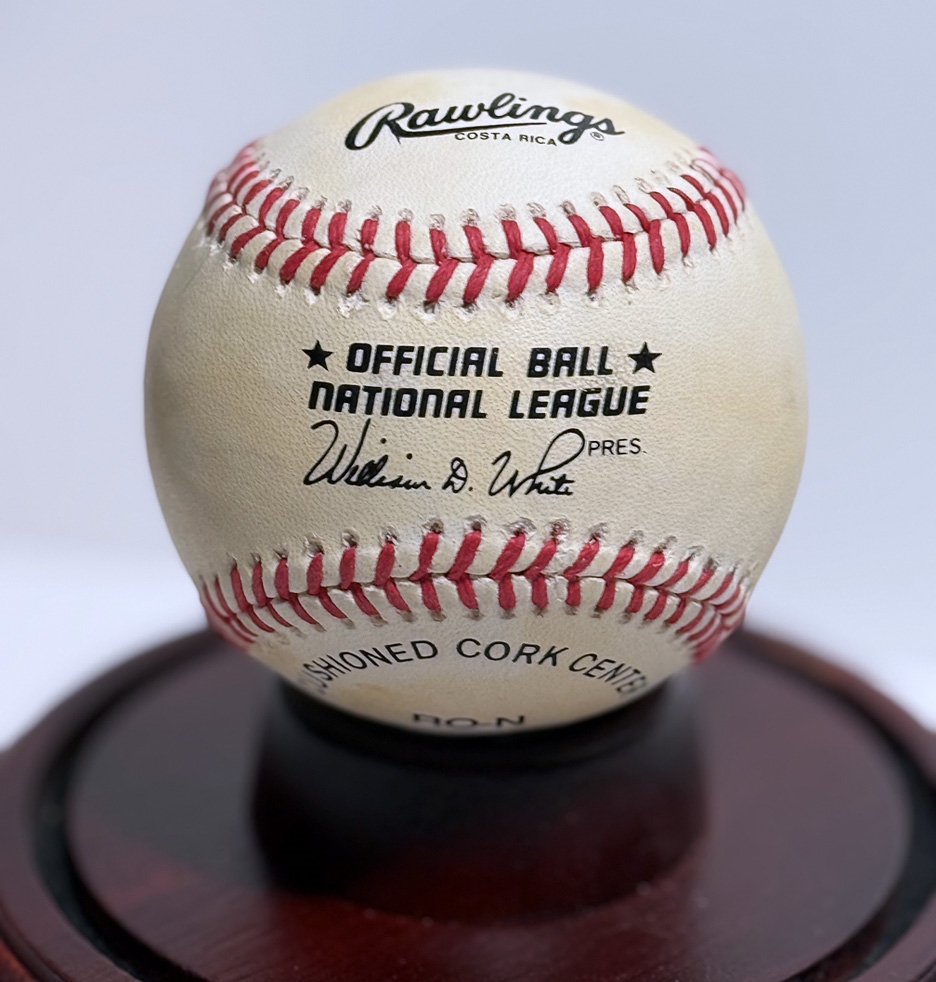 Rawlings®
COSTA RICA
★ OFFICIAL BALL ★
NATIONAL LEAGUE
William D. White PRES.
CUSHIONED CORK CENTER
RO-N